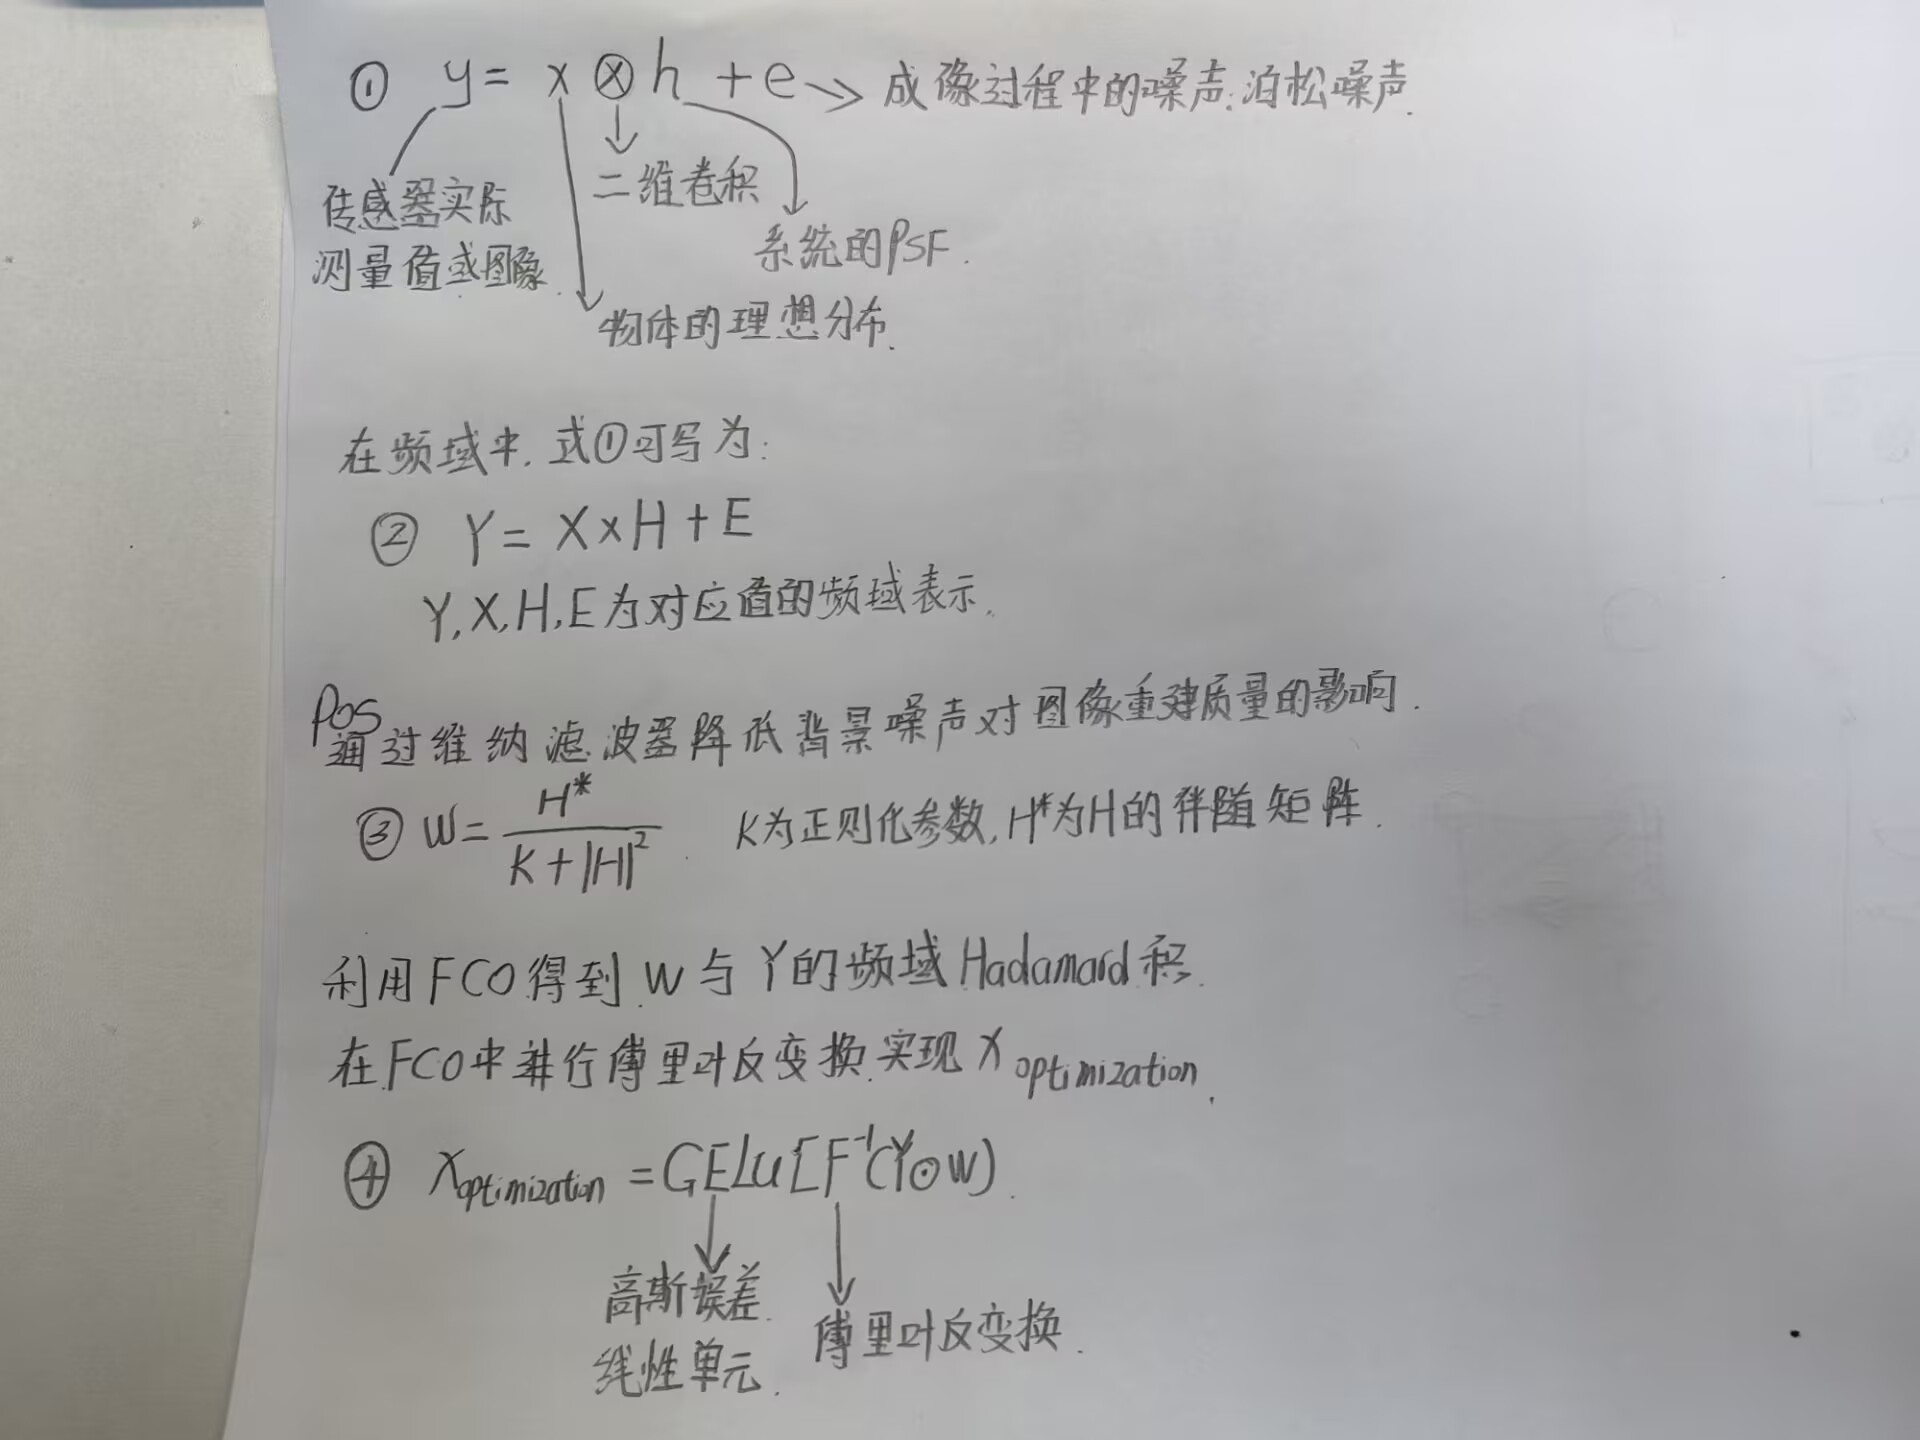 ① y = x ⊗ h + e → 成像过程中的噪声:泊松噪声.
二维卷积
传感器实际
测量值或图像.
系统的PSF.
物体的理想分布.
在频域中,式①可写为:
② Y = X×H+E
Y,X,H,E为对应值的频域表示.
POS
通过维纳滤波器降低背景噪声对图像重建质量的影响.
③ W = H* / (K+|H|²) . K为正则化参数,H*为H的伴随矩阵.
利用FCO得到W与Y的频域Hadamard积.
在FCO中进行傅里叶反变换.实现 X optimization.
④ Xoptimization = GELu[F⁻¹(Y⊙W).
高斯误差
线性单元.
傅里叶反变换.